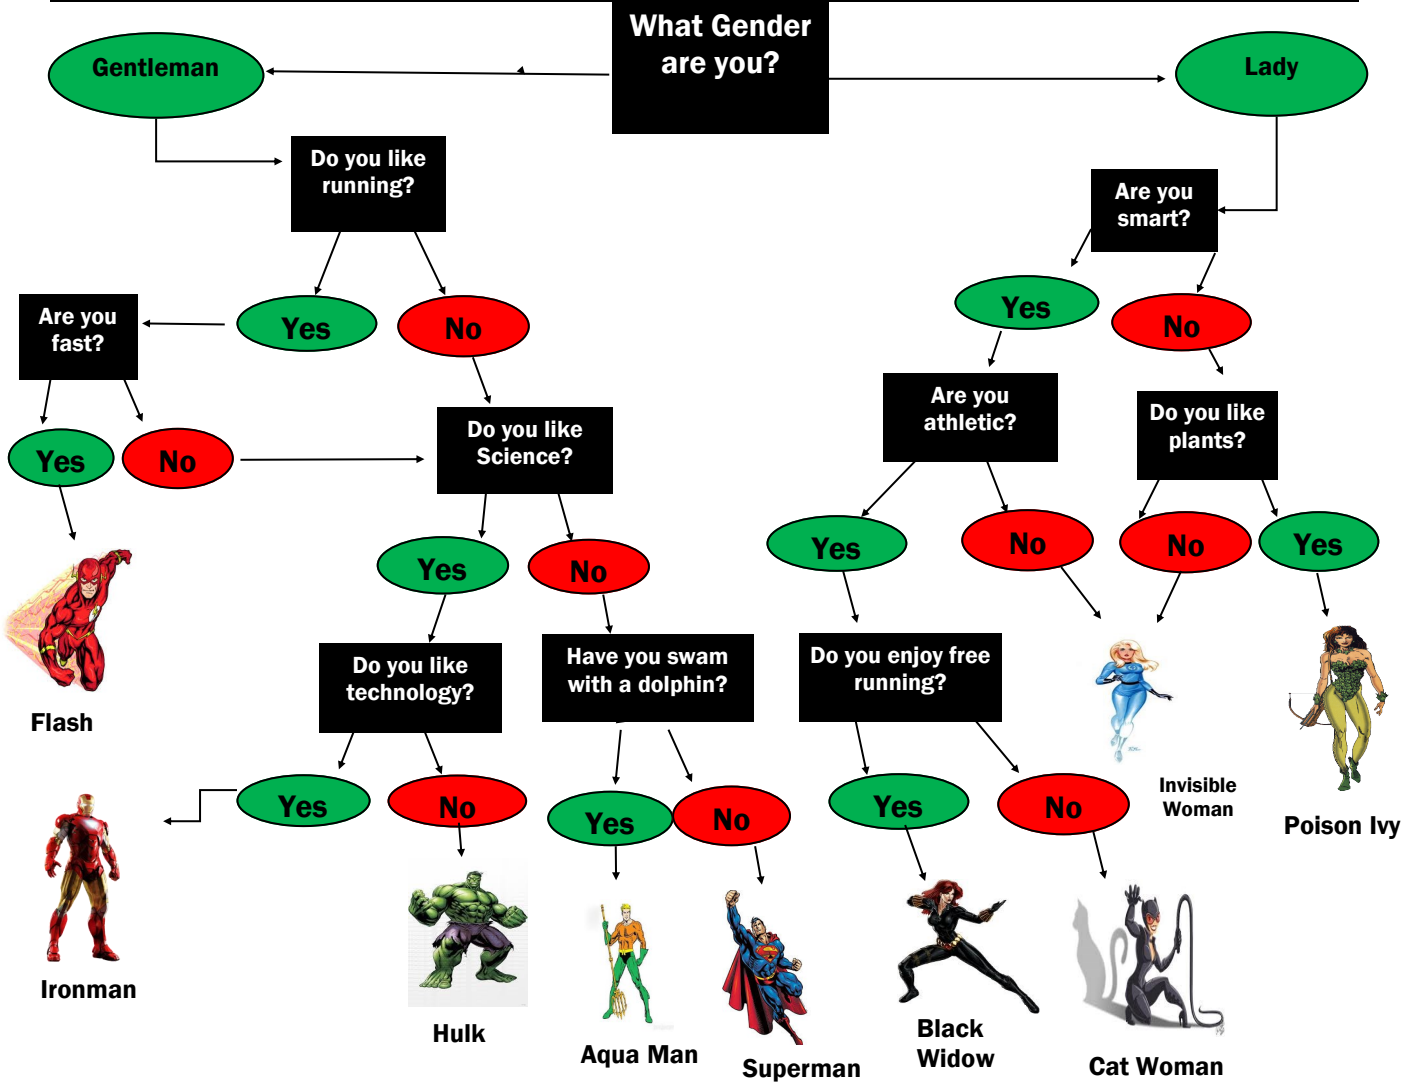 What Gender
are you?
Gentleman
Lady
Do you like
running?
Are you
smart?
Yes
No
Yes
No
Are you
fast?
Are you
athletic?
Do you like
plants?
Yes
No
Do you like
Science?
Yes
No
No
Yes
Yes
No
Do you like
technology?
Have you swam
with a dolphin?
Do you enjoy free
running?
Flash
Yes
No
Yes
No
Yes
No
Invisible
Woman
Poison Ivy
Ironman
Hulk
Aqua Man
Superman
Black
Widow
Cat Woman